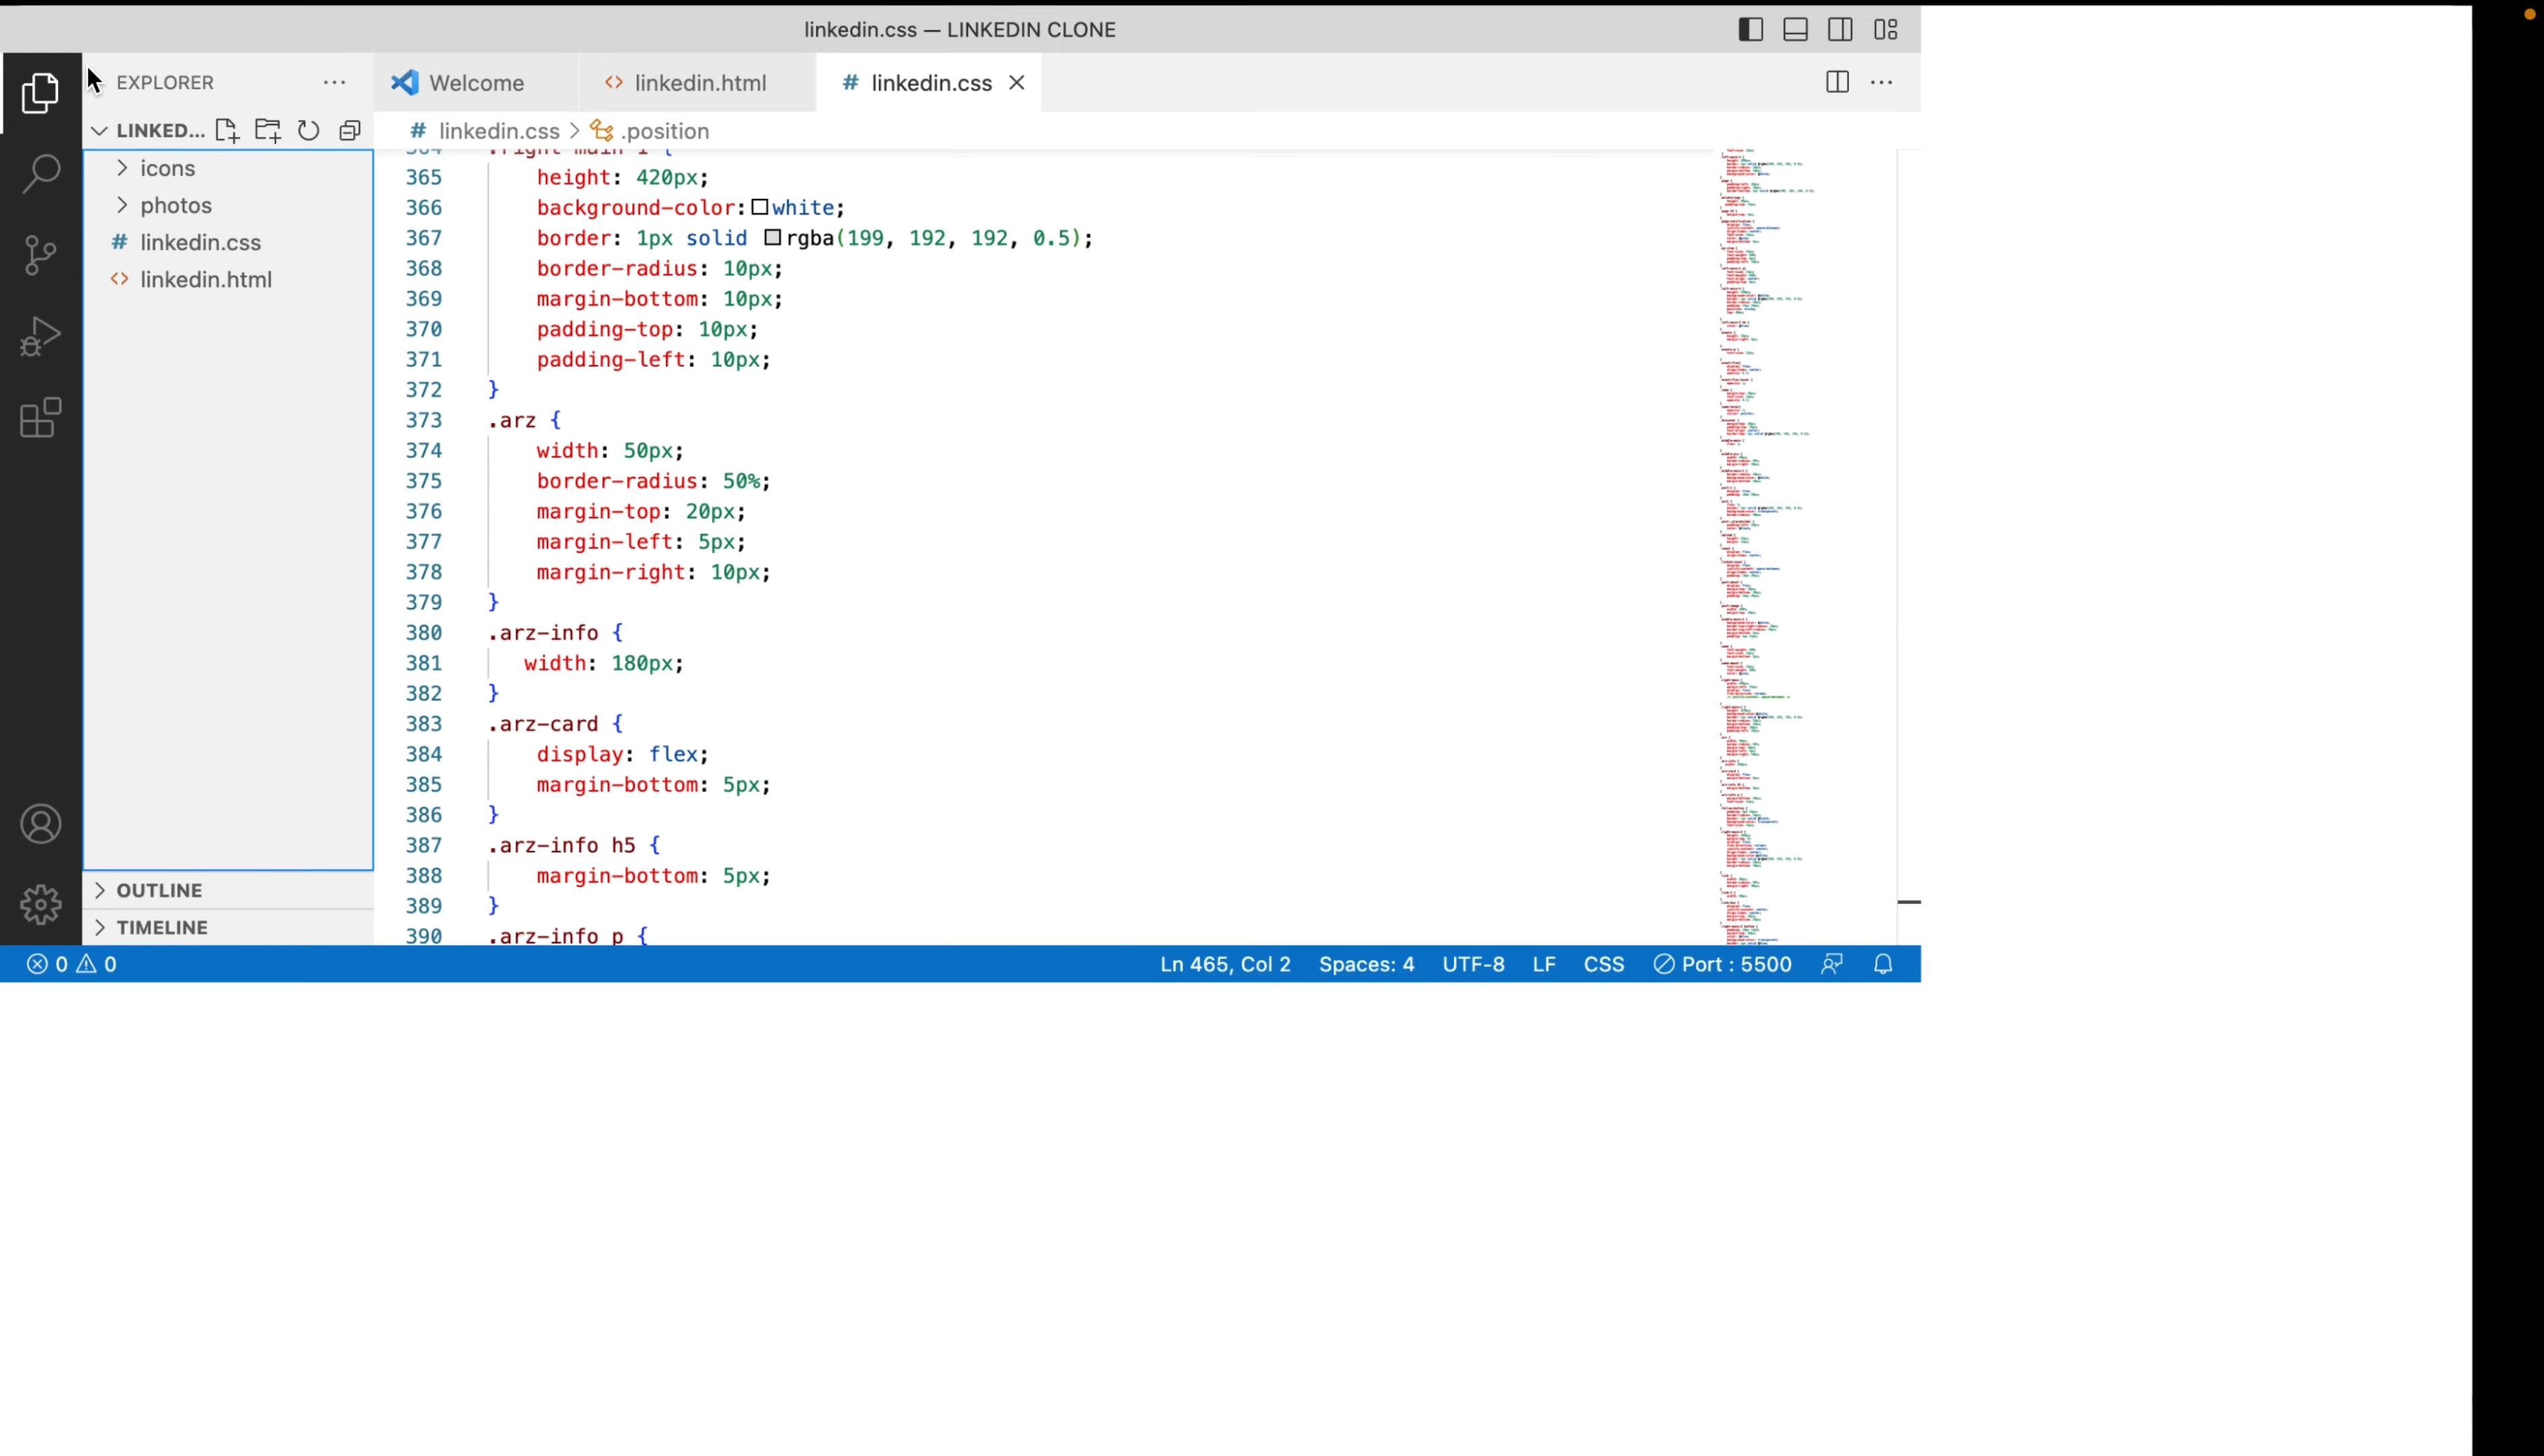 linkedin.css — LINKEDIN CLONE
EXPLORER
Welcome
linkedin.html
linkedin.css
LINKED...
linkedin.css > .position
icons
photos
linkedin.css
linkedin.html
OUTLINE
TIMELINE
365 height: 420px;
366 background-color: white;
367 border: 1px solid rgba(199, 192, 192, 0.5);
368 border-radius: 10px;
369 margin-bottom: 10px;
370 padding-top: 10px;
371 padding-left: 10px;
372 }
373 .arz {
374 width: 50px;
375 border-radius: 50%;
376 margin-top: 20px;
377 margin-left: 5px;
378 margin-right: 10px;
379 }
380 .arz-info {
381 width: 180px;
382 }
383 .arz-card {
384 display: flex;
385 margin-bottom: 5px;
386 }
387 .arz-info h5 {
388 margin-bottom: 5px;
389 }
390 .arz-info p {
0 0
Ln 465, Col 2 Spaces: 4 UTF-8 LF CSS Port : 5500